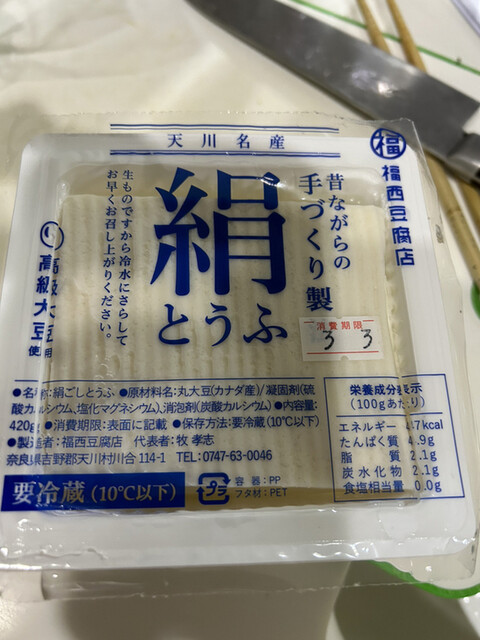 天川名産
福
福西豆腐店
昔ながらの
手づくり製
絹
とうふ
生ものですから冷水にさらして
お早くお召し上がりください。
高級大豆
使用
消費期限
3 3
●名称:絹ごしとうふ ●原材料名:丸大豆(カナダ産)/凝固剤(硫
酸カルシウム、塩化マグネシウム)、消泡剤(炭酸カルシウム)●内容量:
420g ●消費期限:表面に記載 ●保存方法:要冷蔵(10℃以下)
●製造者:福西豆腐店 代表者:牧 孝志
奈良県吉野郡天川村川合 114-1 TEL:0747-63-0046
栄養成分表示
(100gあたり)
エネルギー 7kcal
たんぱく質 4.9g
脂質 2.1g
炭水化物 2.1g
食塩相当量 0.0g
要冷蔵(10℃以下)
プラ
容器:PP
フタ材:PET